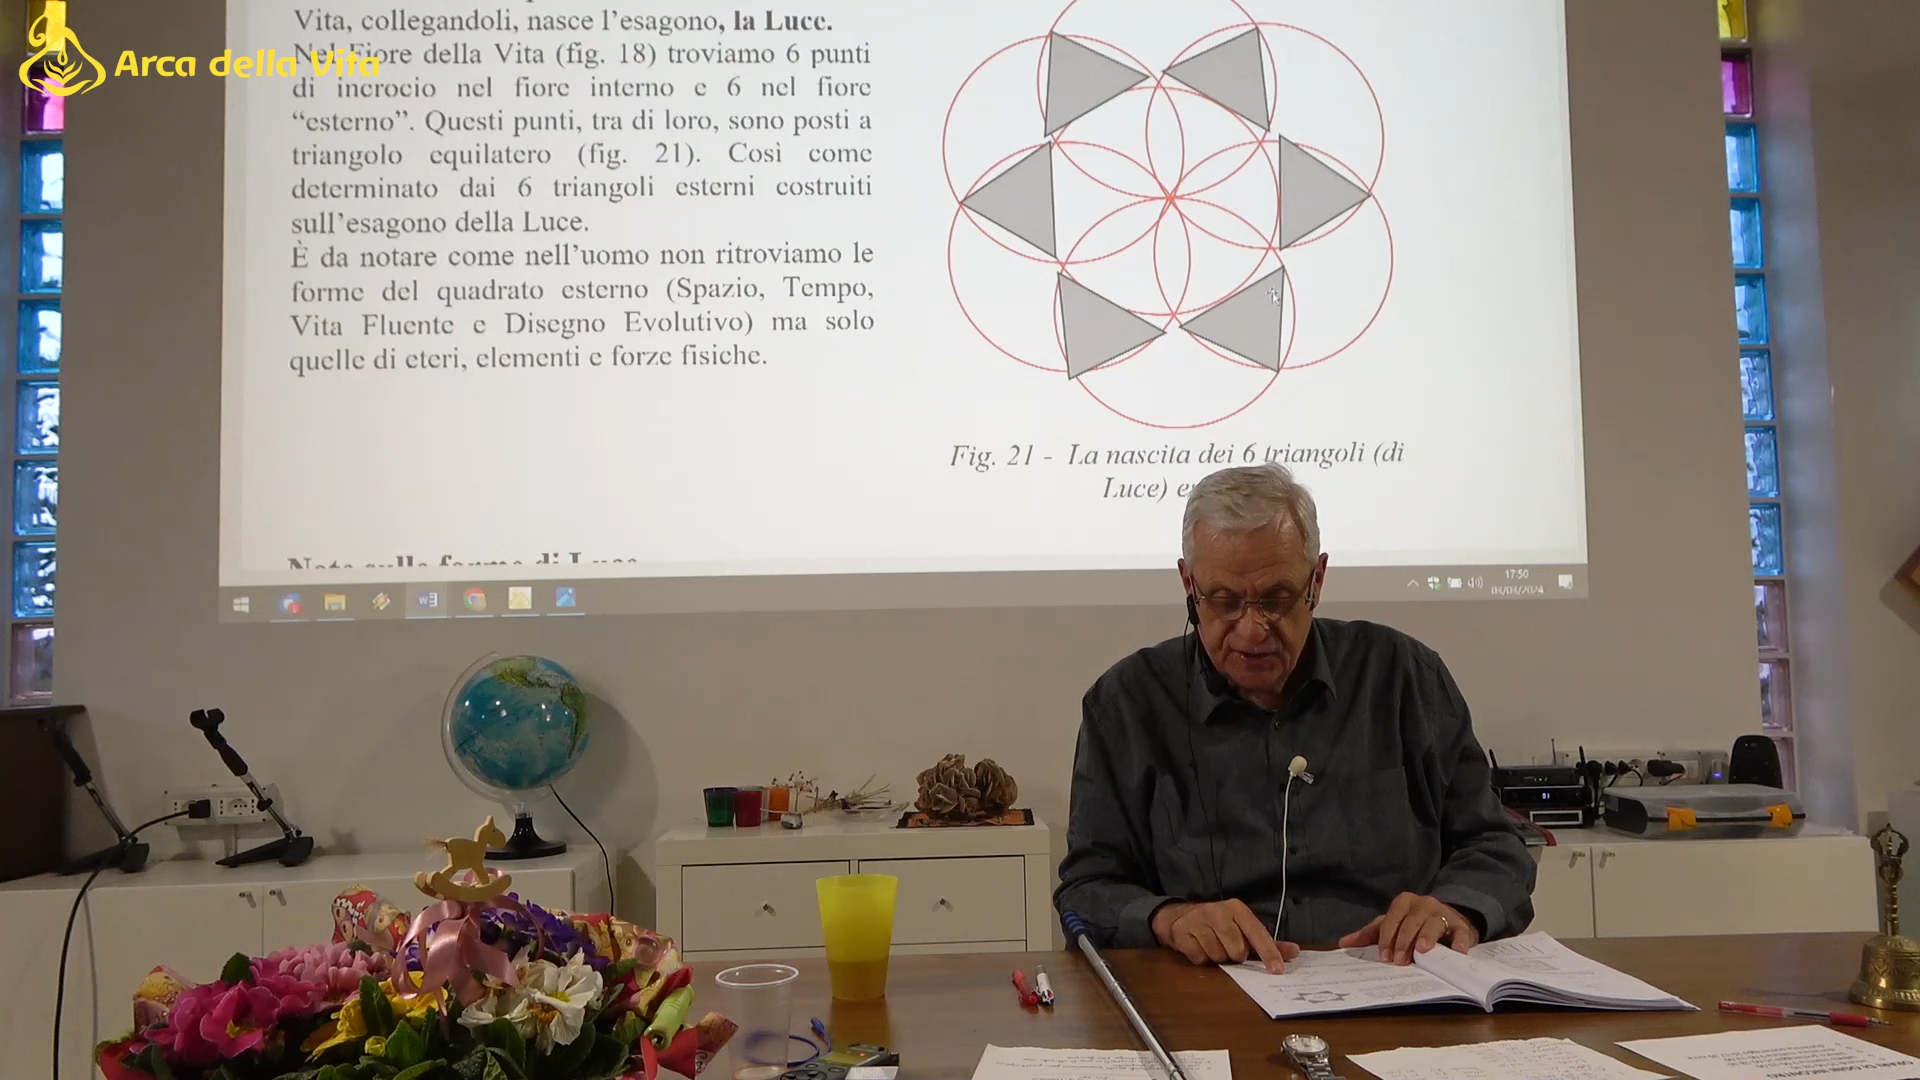 Arca della Vita
Vita, collegandoli, nasce l'esagono, la Luce.
Nel Fiore della Vita (fig. 18) troviamo 6 punti
di incrocio nel fiore interno e 6 nel fiore
“esterno”. Questi punti, tra di loro, sono posti a
triangolo equilatero (fig. 21). Così come
determinato dai 6 triangoli esterni costruiti
sull'esagono della Luce.
È da notare come nell'uomo non ritroviamo le
forme del quadrato esterno (Spazio, Tempo,
Vita Fluente e Disegno Evolutivo) ma solo
quelle di eteri, elementi e forze fisiche.
Fig. 21 - La nascita dei 6 triangoli (di
Luce)
17:50